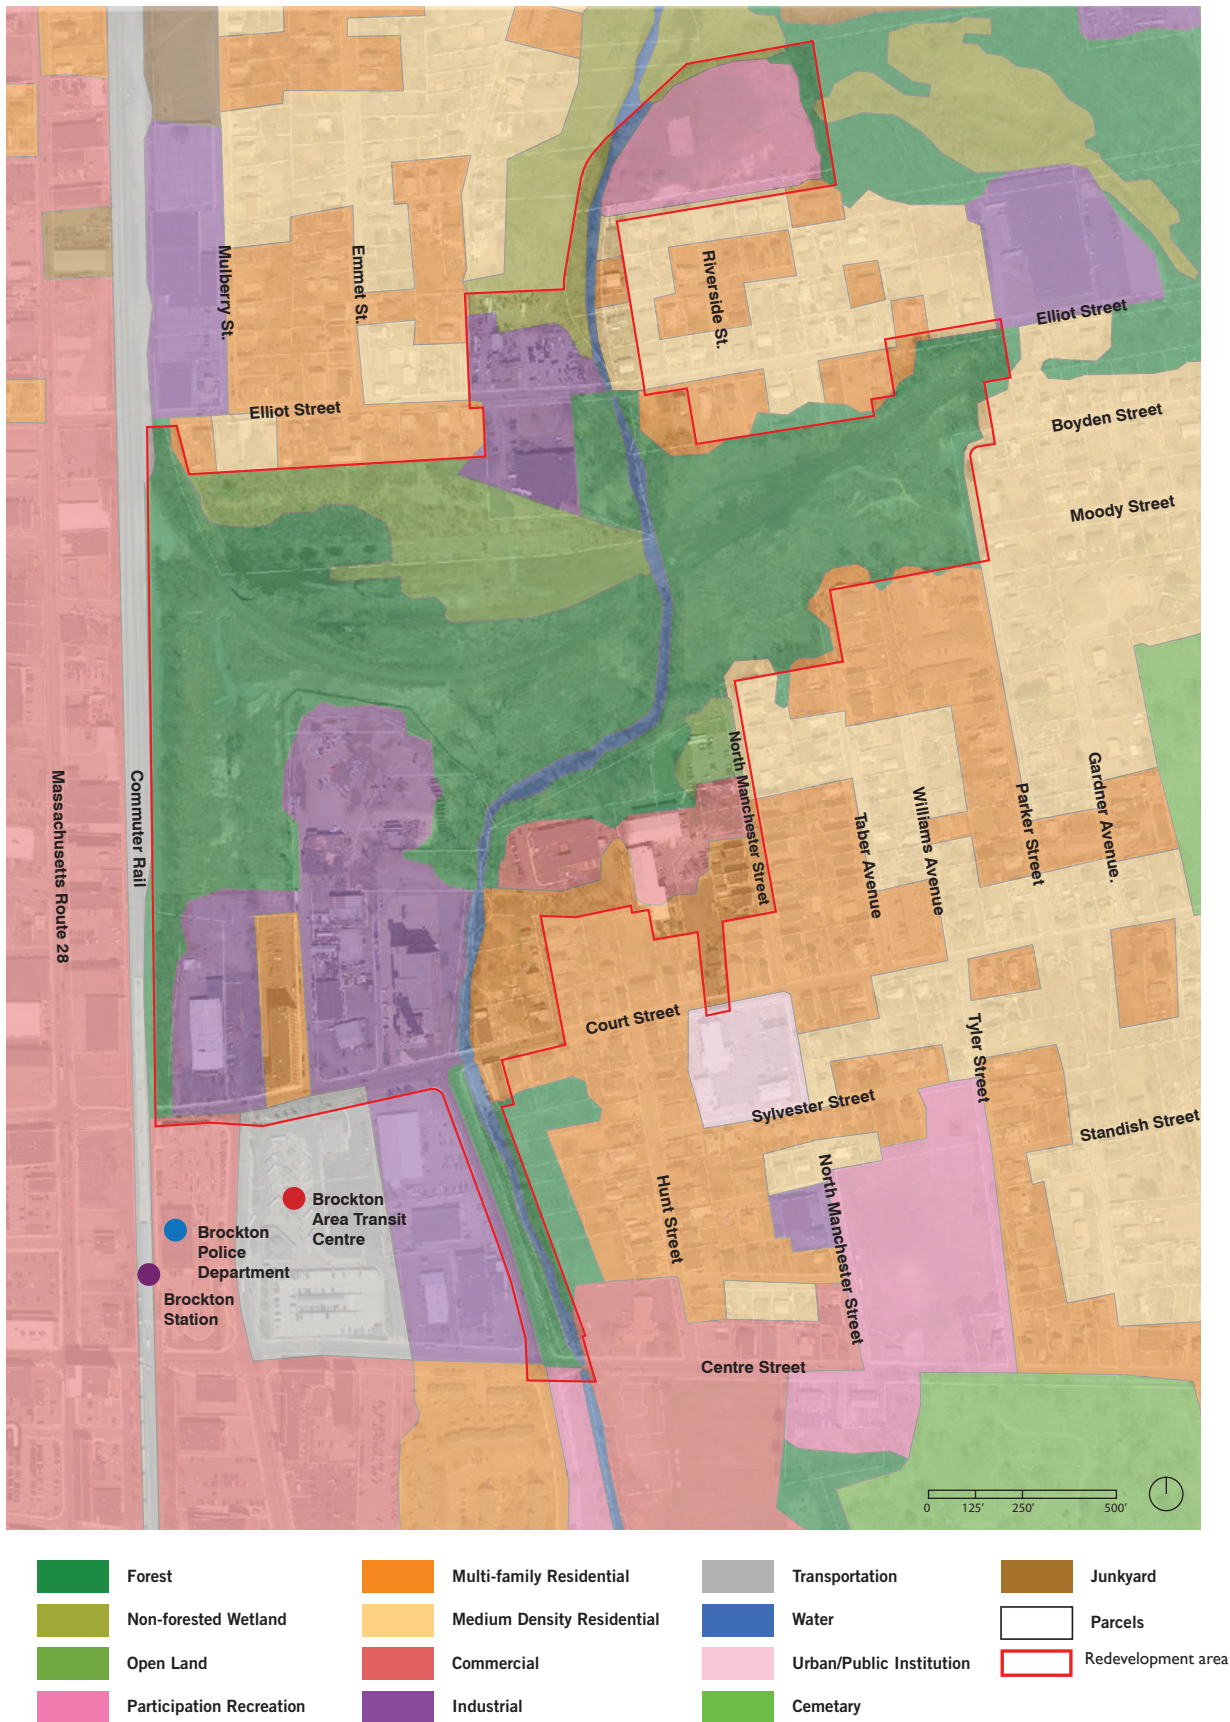 Mulberry St.
Emmet St.
Riverside St.
Elliot Street
Elliot Street
Boyden Street
Moody Street
Massachusetts Route 28
Commuter Rail
North Manchester Street
Taber Avenue
Williams Avenue
Parker Street
Gardner Avenue.
Court Street
Tyler Street
Sylvester Street
Standish Street
Hunt Street
North Manchester Street
Brockton
Area Transit
Centre
Brockton
Police
Department
Brockton
Station
Centre Street
0 125' 250' 500'
Forest
Non-forested Wetland
Open Land
Participation Recreation
Multi-family Residential
Medium Density Residential
Commercial
Industrial
Transportation
Water
Urban/Public Institution
Cemetary
Junkyard
Parcels
Redevelopment area